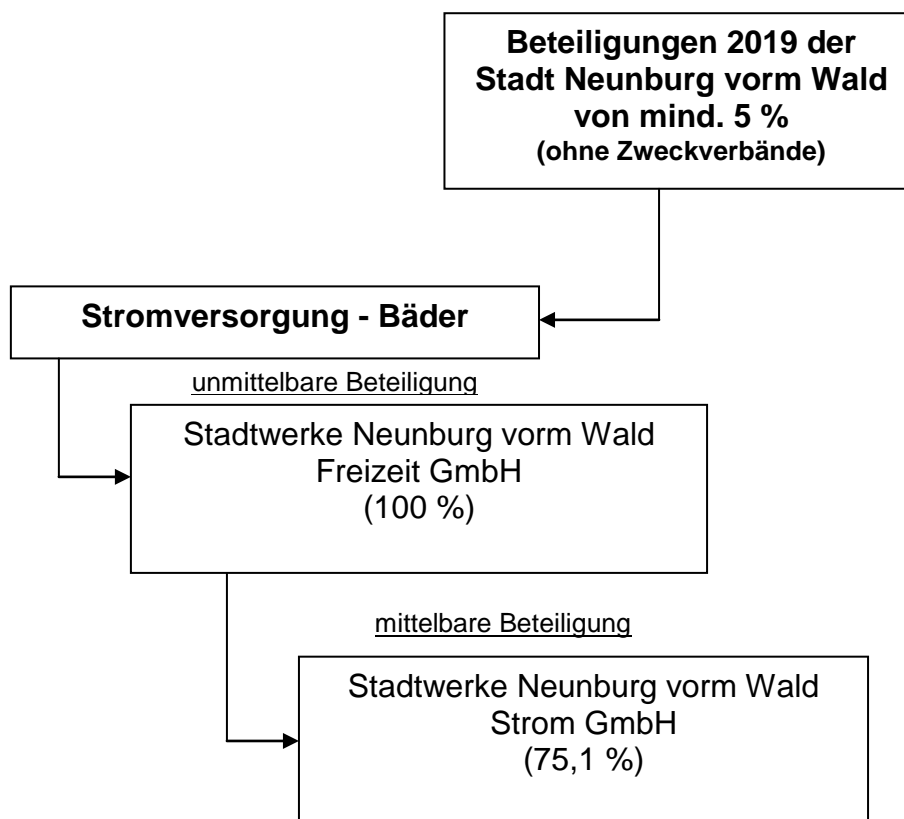 Beteiligungen 2019 der
Stadt Neunburg vorm Wald
von mind. 5 %
(ohne Zweckverbände)
Stromversorgung - Bäder
unmittelbare Beteiligung
Stadtwerke Neunburg vorm Wald
Freizeit GmbH
(100 %)
mittelbare Beteiligung
Stadtwerke Neunburg vorm Wald
Strom GmbH
(75,1 %)